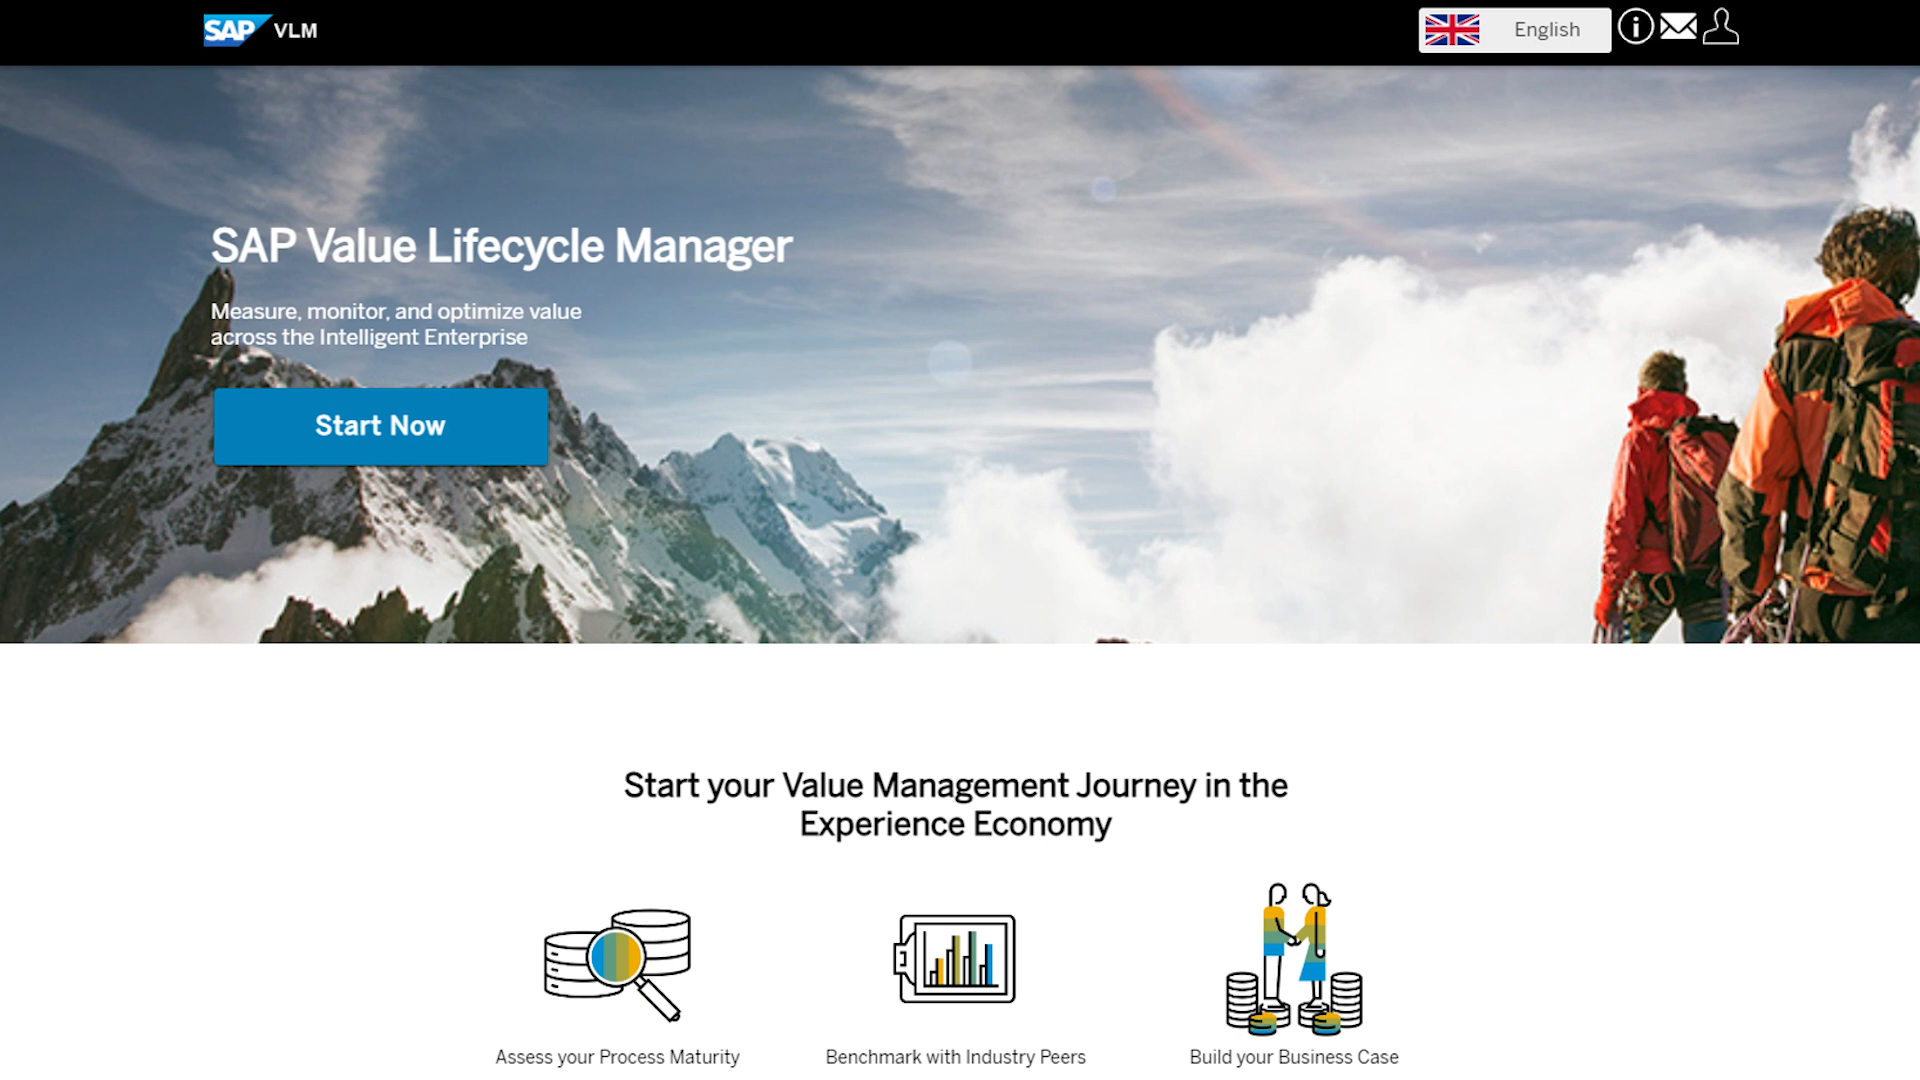 SAP VLM
English
SAP Value Lifecycle Manager
Measure, monitor, and optimize value
across the Intelligent Enterprise
Start Now
Start your Value Management Journey in the
Experience Economy
Assess your Process Maturity
Benchmark with Industry Peers
Build your Business Case